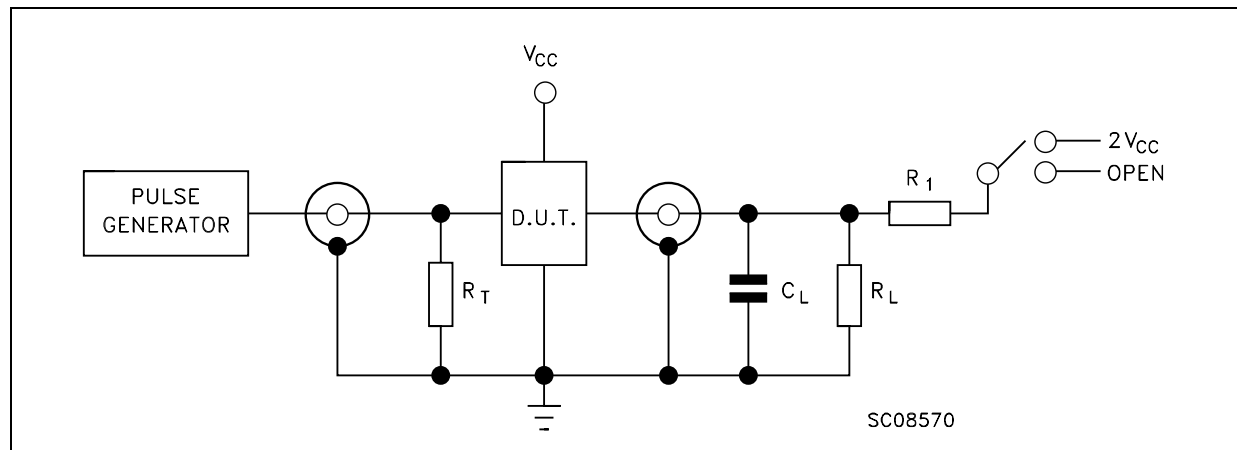 VCC
2VCC
OPEN
R1
PULSE
GENERATOR
D.U.T.
RT
CL
RL
SC08570